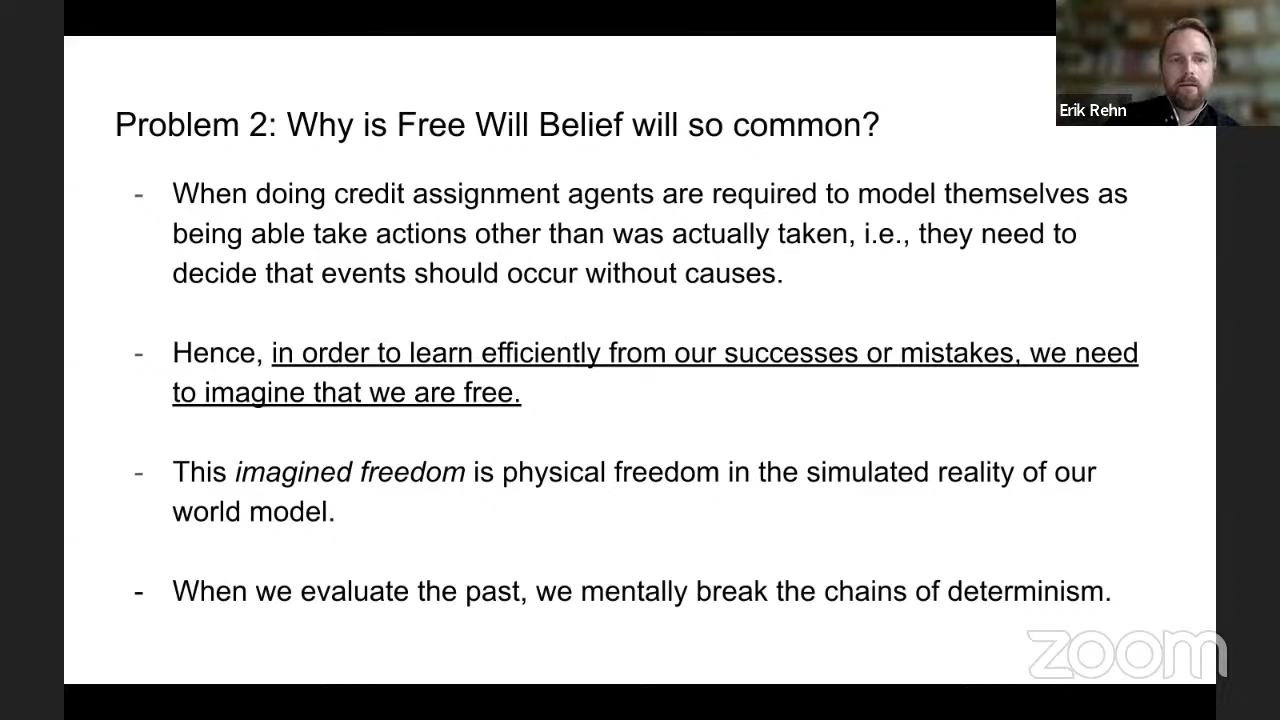 Erik Rehn
Problem 2: Why is Free Will Belief will so common?
- When doing credit assignment agents are required to model themselves as
being able take actions other than was actually taken, i.e., they need to
decide that events should occur without causes.
- Hence, in order to learn efficiently from our successes or mistakes, we need
to imagine that we are free.
- This imagined freedom is physical freedom in the simulated reality of our
world model.
- When we evaluate the past, we mentally break the chains of determinism.
zoom